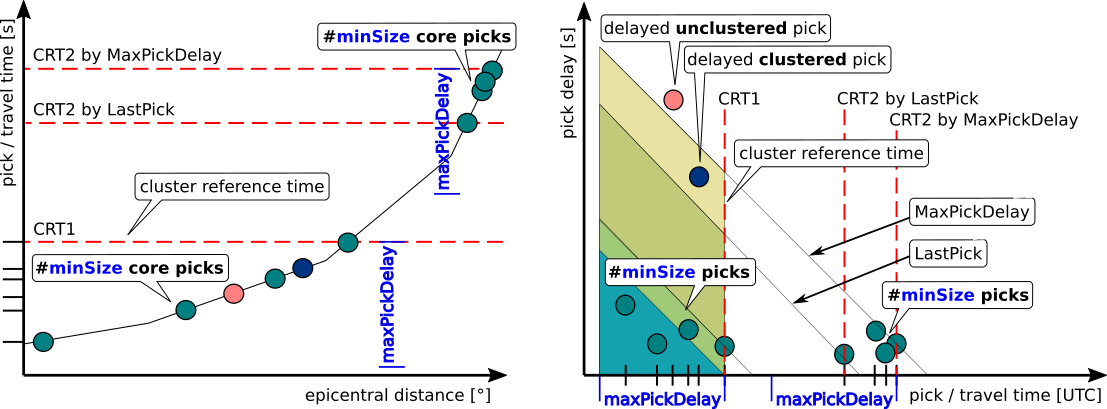 pick / travel time [s]
#minSize core picks
CRT2 by MaxPickDelay
maxPickDelay
CRT2 by LastPick
cluster reference time
CRT1
#minSize core picks
maxPickDelay
epicentral distance [°]
pick delay [s]
delayed unclustered pick
delayed clustered pick
CRT1
CRT2 by LastPick
CRT2 by MaxPickDelay
cluster reference time
MaxPickDelay
LastPick
#minSize picks
#minSize picks
maxPickDelay
maxPickDelay
pick / travel time [UTC]